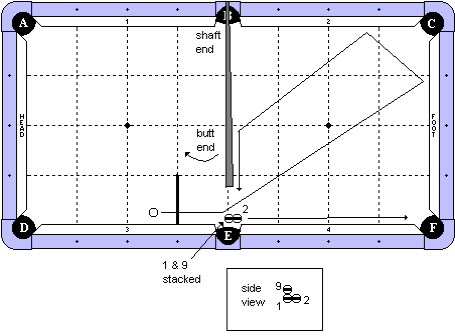 A
B
C
1
2
shaft
end
HEAD
FOOT
butt
end
2
D
3
E
4
F
1 & 9
stacked
side
view
9
1
2